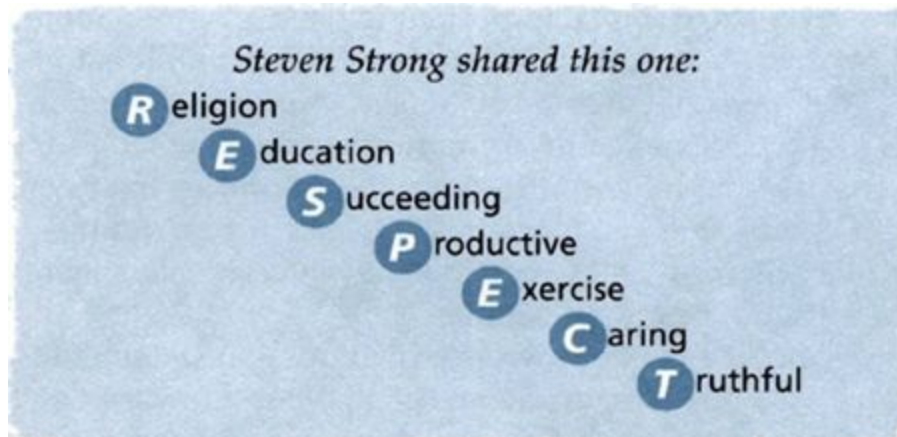 Steven Strong shared this one:
Religion
Education
Succeeding
Productive
Exercise
Caring
Truthful